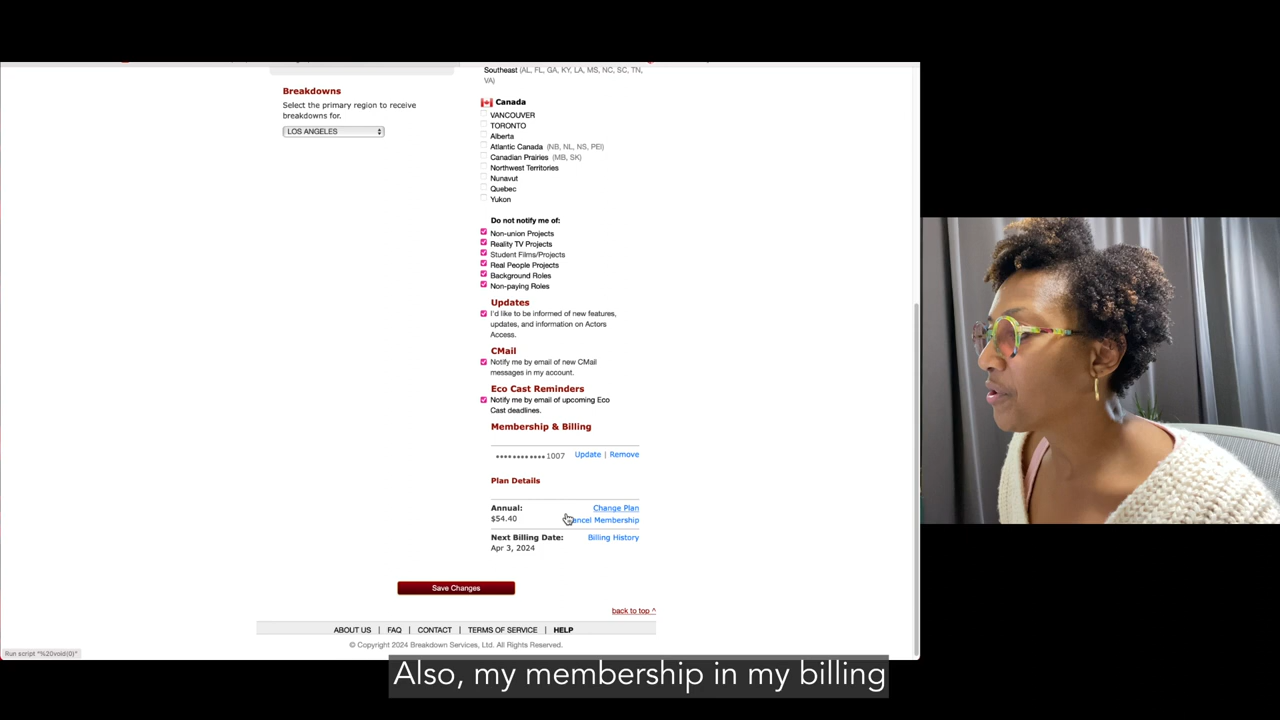 Southeast (AL, FL, GA, KY, LA, MS, NC, SC, TN,
VA)
Breakdowns
Select the primary region to receive
breakdowns for.
LOS ANGELES
Canada
VANCOUVER
TORONTO
Alberta
Atlantic Canada (NB, NL, NS, PEI)
Canadian Prairies (MB, SK)
Northwest Territories
Nunavut
Quebec
Yukon
Do not notify me of:
Non-union Projects
Reality TV Projects
Student Films/Projects
Real People Projects
Background Roles
Non-paying Roles
Updates
I'd like to be informed of new features,
updates, and information on Actors
Access.
CMail
Notify me by email of new CMail
messages in my account.
Eco Cast Reminders
Notify me by email of upcoming Eco
Cast deadlines.
Membership & Billing
••••••••••••1007 Update | Remove
Plan Details
Annual: Change Plan
$54.40 ancel Membership
Next Billing Date: Billing History
Apr 3, 2024
Save Changes
back to top ^
ABOUT US | FAQ | CONTACT | TERMS OF SERVICE | HELP
© Copyright 2024 Breakdown Services, Ltd. All Rights Reserved.
Run script "%20void(0)"
Also, my membership in my billing